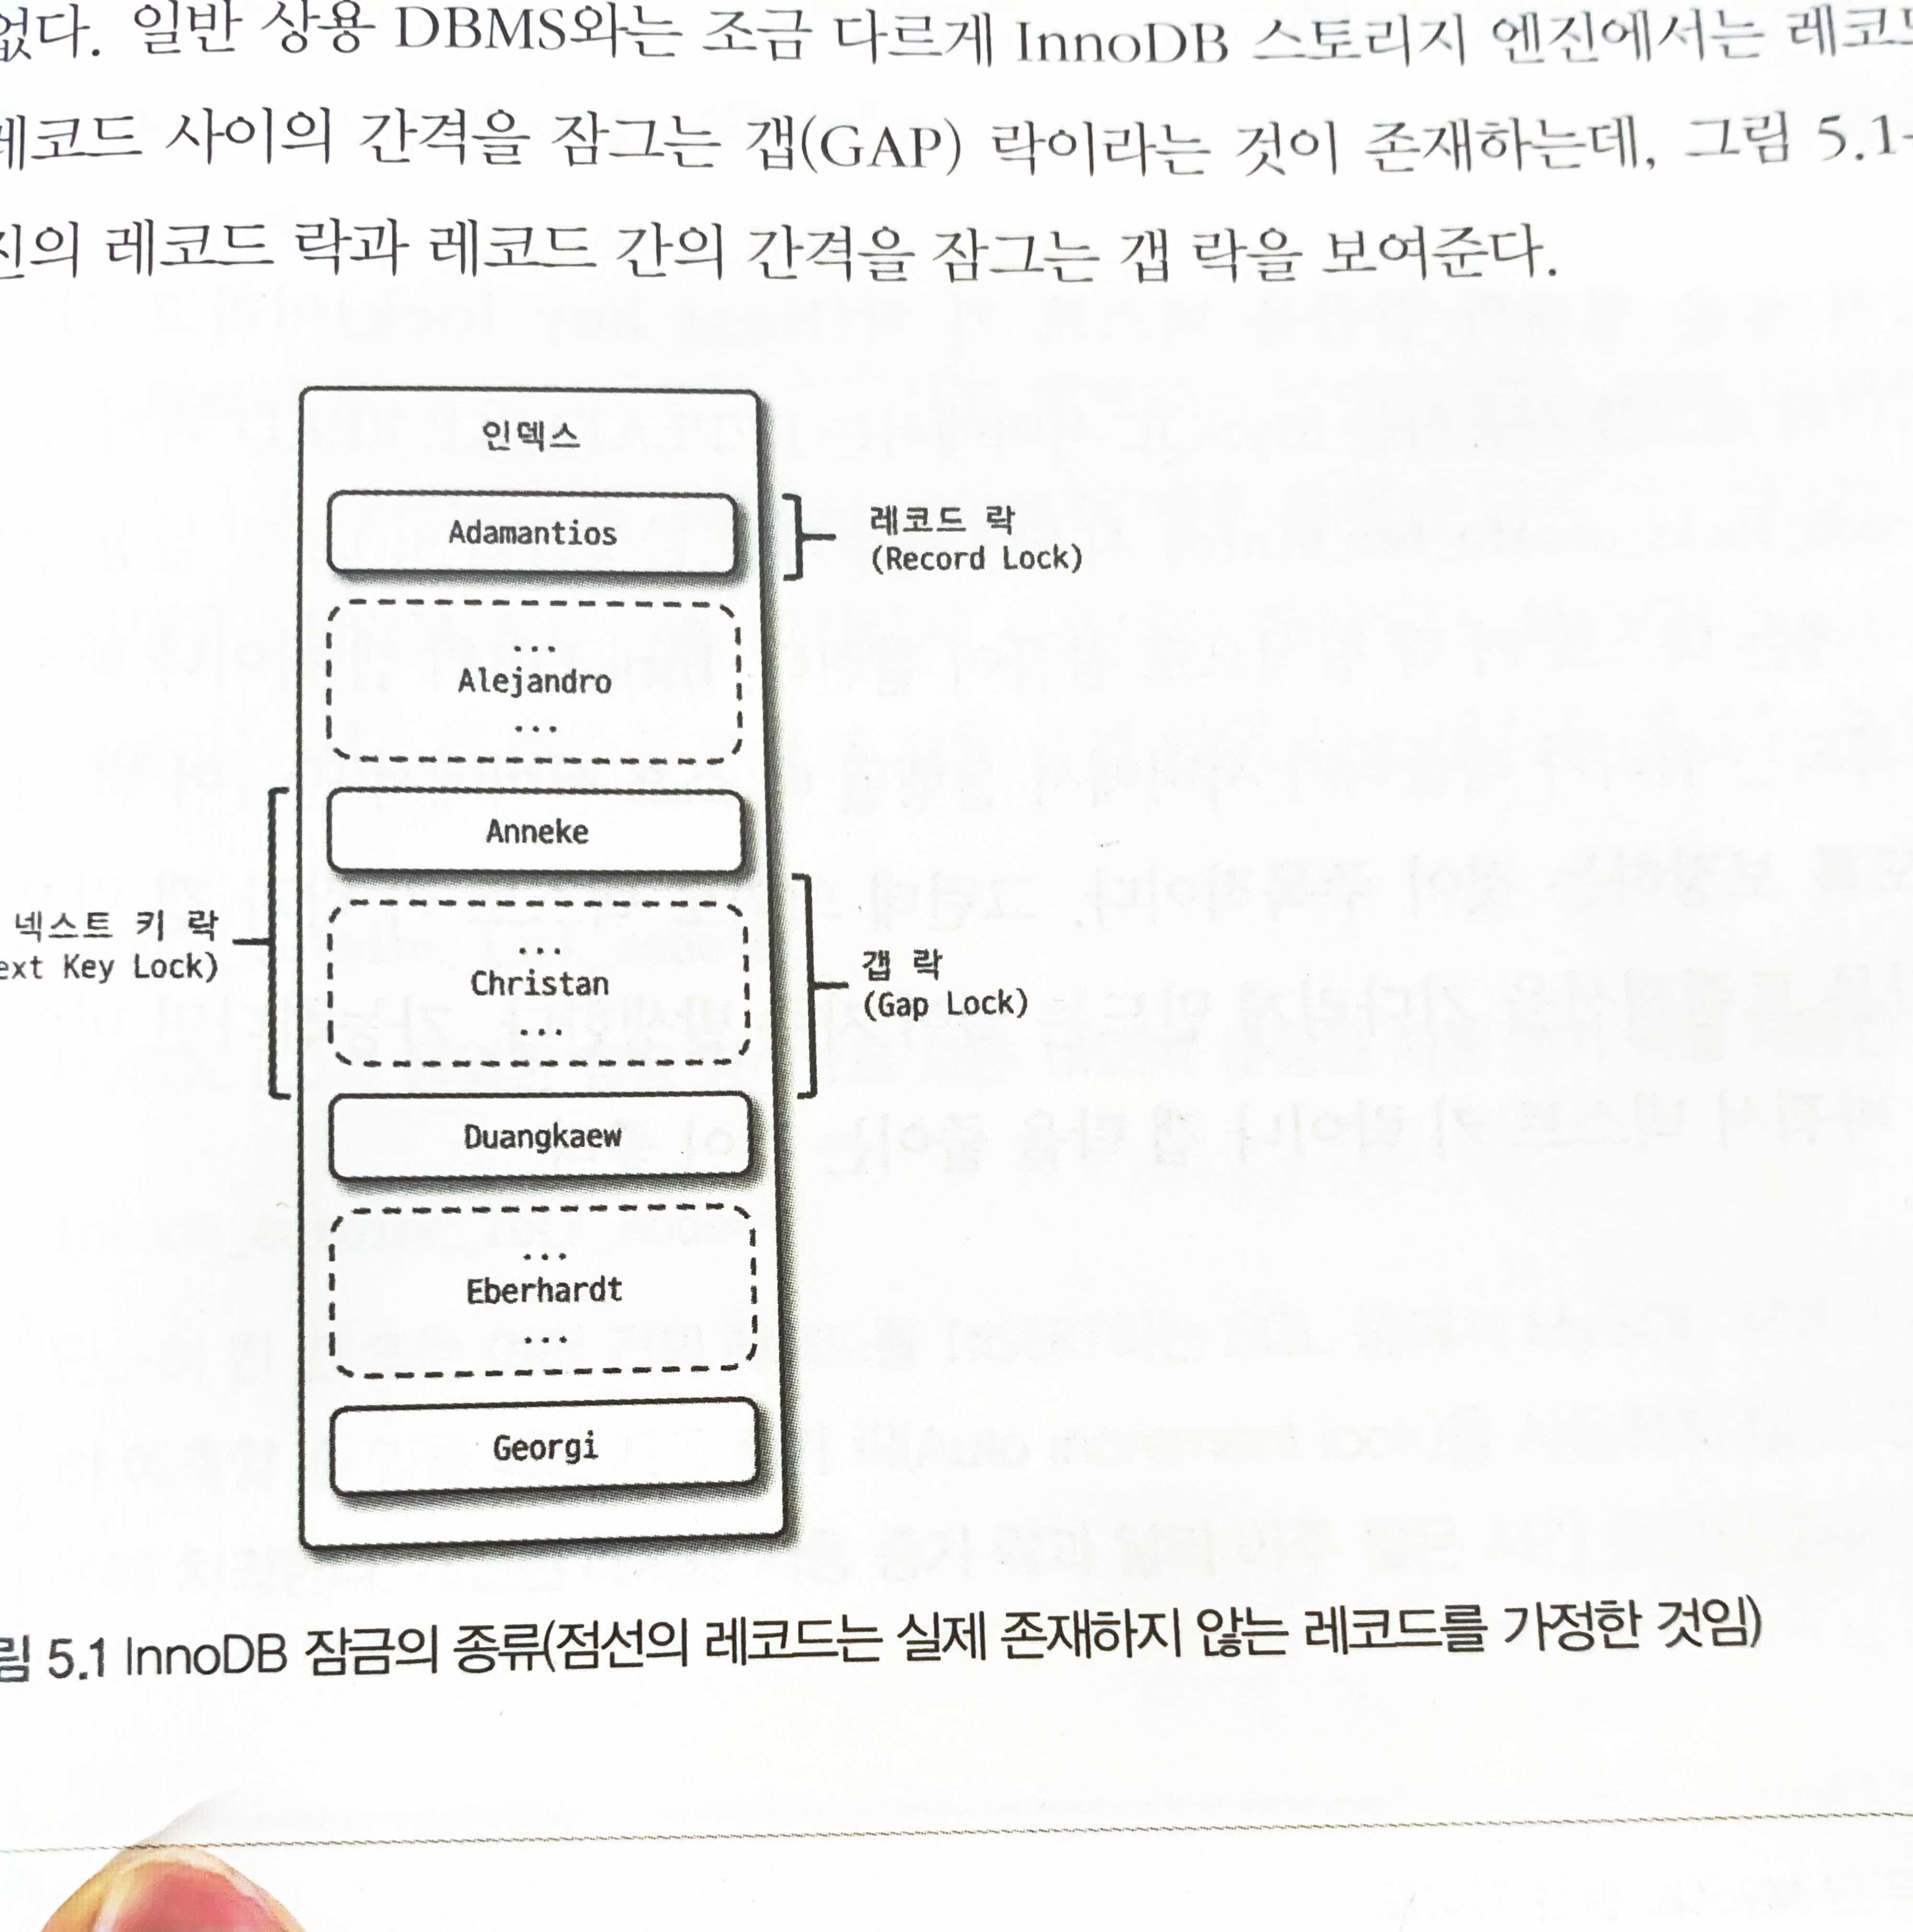 없다. 일반 상용 DBMS와는 조금 다르게 InnoDB 스토리지 엔진에서는
레코드 사이의 간격을 잠그는 갭(GAP) 락이라는 것이 존재하는데, 그림 5.1
의 레코드 락과 레코드 간의 간격을 잠그는 갭 락을 보여준다.
인덱스
Adamantios
레코드 락
(Record Lock)
...
Alejandro
...
Anneke
넥스트 키 락
ext Key Lock)
...
Christan
...
갭 락
(Gap Lock)
Duangkaew
...
Eberhardt
...
Georgi
림 5.1 InnoDB 잠금의 종류(점선의 레코드는 실제 존재하지 않는 레코드를 가정한 것임)